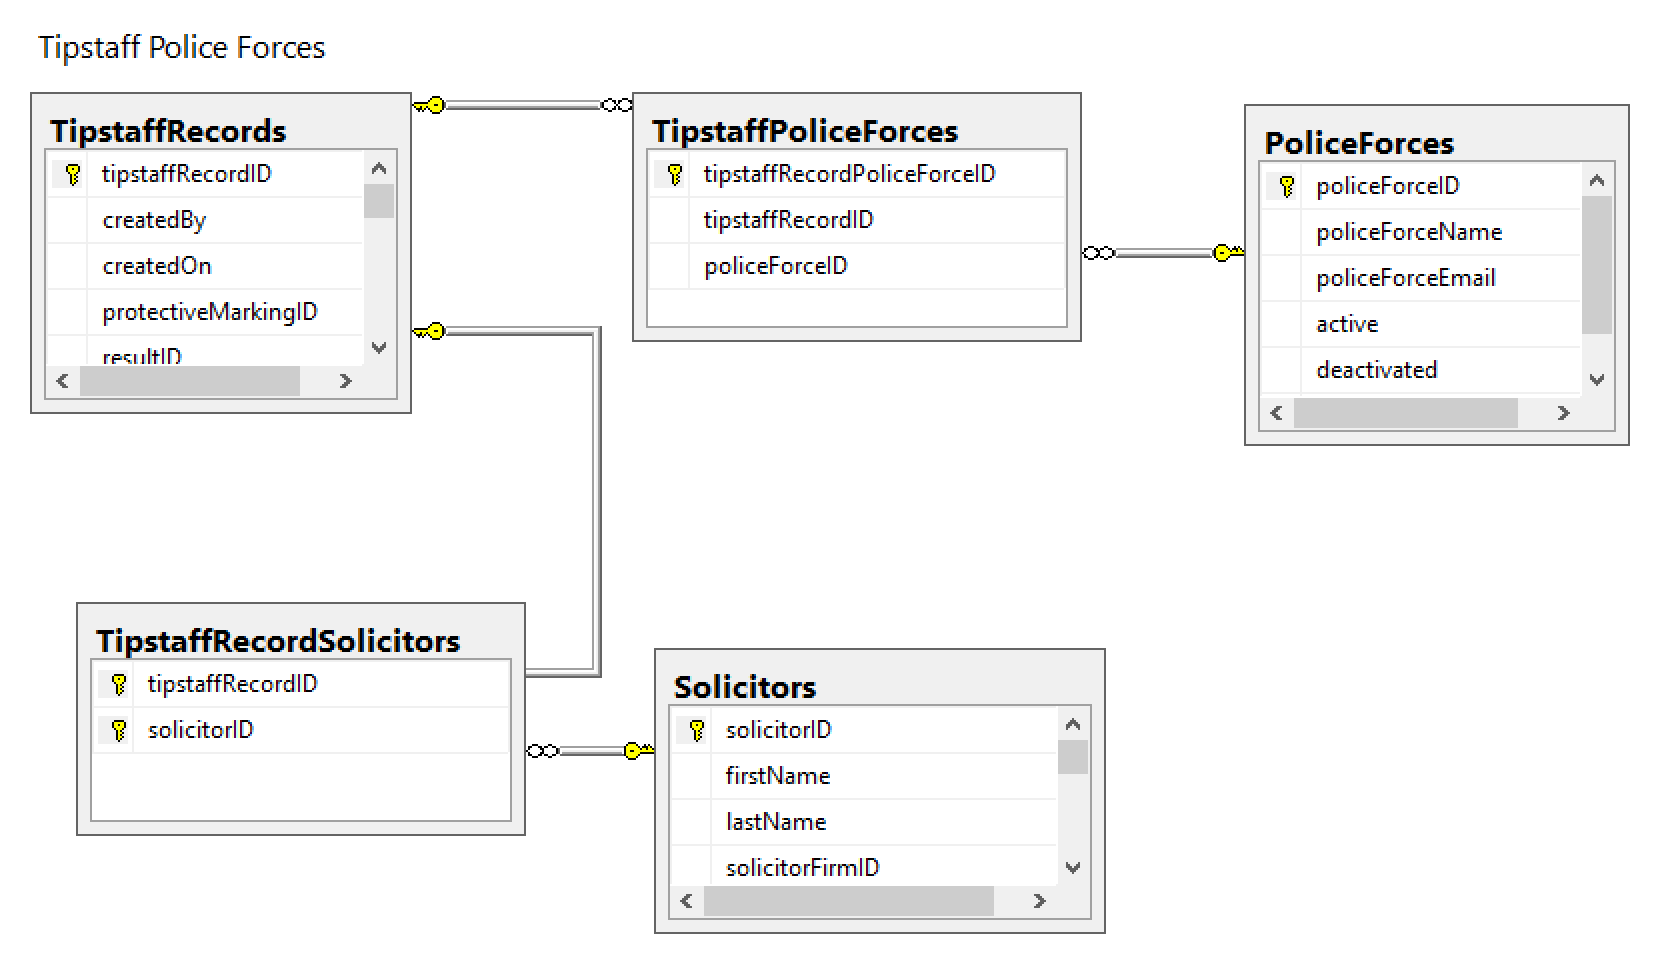 Tipstaff Police Forces
TipstaffRecords
tipstaffRecordID
createdBy
createdOn
protectiveMarkingID
resultID
TipstaffPoliceForces
tipstaffRecordPoliceForceID
tipstaffRecordID
policeForceID
PoliceForces
policeForceID
policeForceName
policeForceEmail
active
deactivated
TipstaffRecordSolicitors
tipstaffRecordID
solicitorID
Solicitors
solicitorID
firstName
lastName
solicitorFirmID